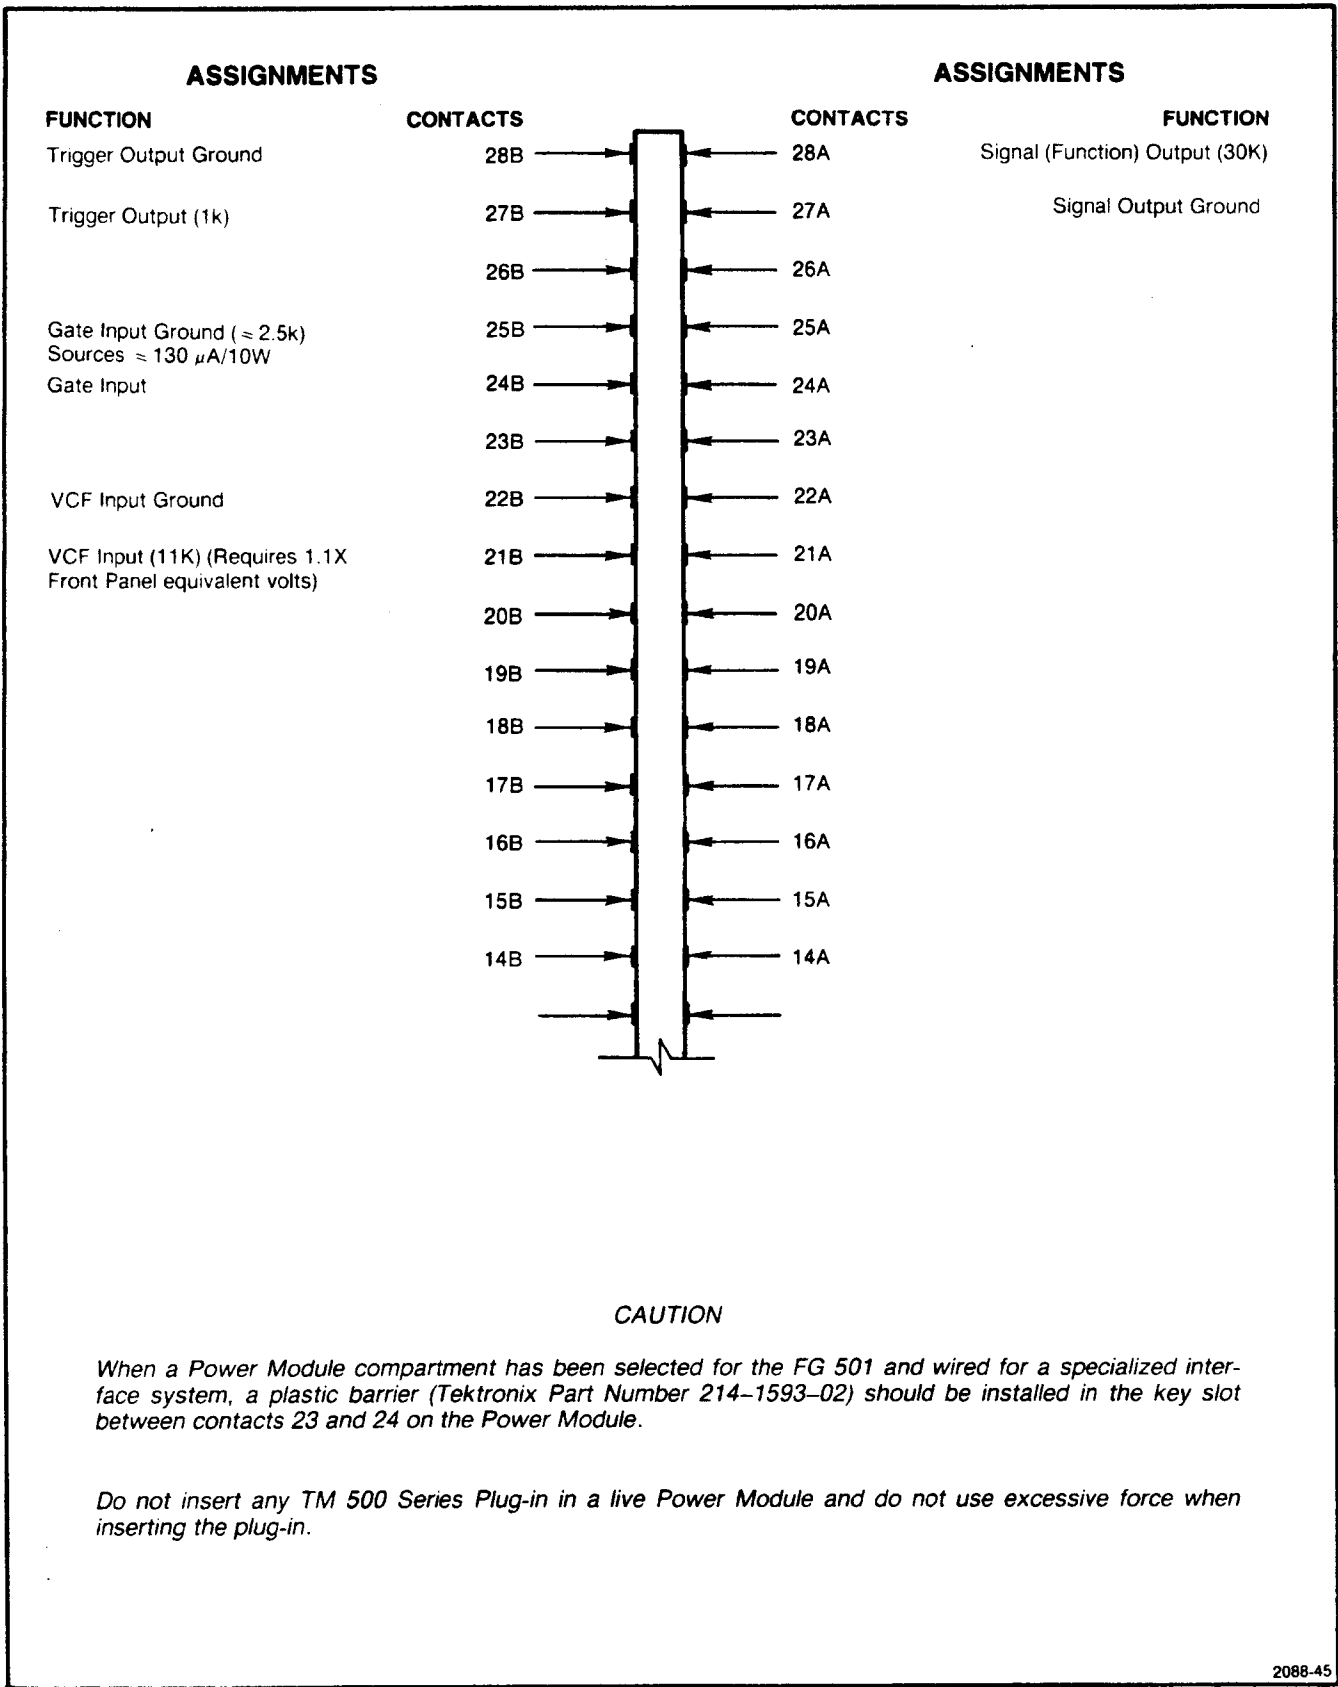 ASSIGNMENTS ASSIGNMENTS
FUNCTION CONTACTS CONTACTS FUNCTION
Trigger Output Ground 28B 28A Signal (Function) Output (30K)
Trigger Output (1k) 27B 27A Signal Output Ground
26B 26A
Gate Input Ground (≈ 2.5k) 25B 25A
Sources ≈ 130 μA/10W
Gate Input 24B 24A
23B 23A
VCF Input Ground 22B 22A
VCF Input (11K) (Requires 1.1X 21B 21A
Front Panel equivalent volts)
20B 20A
19B 19A
18B 18A
17B 17A
16B 16A
15B 15A
14B 14A
CAUTION
When a Power Module compartment has been selected for the FG 501 and wired for a specialized inter-
face system, a plastic barrier (Tektronix Part Number 214–1593–02) should be installed in the key slot
between contacts 23 and 24 on the Power Module.
Do not insert any TM 500 Series Plug-in in a live Power Module and do not use excessive force when
inserting the plug-in.
2088-45